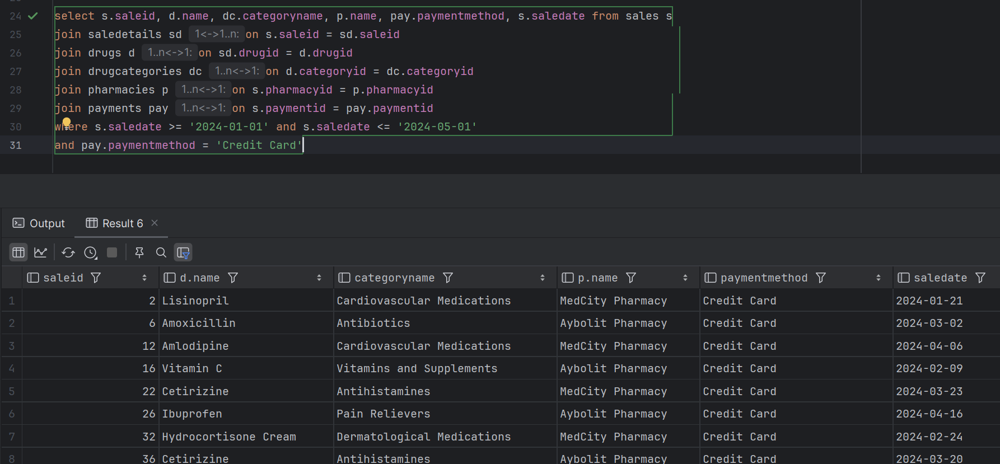 24 select s.saleid, d.name, dc.categoryname, p.name, pay.paymentmethod, s.saledate from sales s
25 join saledetails sd 1<->1..n: on s.saleid = sd.saleid
26 join drugs d 1..n<->1: on sd.drugid = d.drugid
27 join drugcategories dc 1..n<->1: on d.categoryid = dc.categoryid
28 join pharmacies p 1..n<->1: on s.pharmacyid = p.pharmacyid
29 join payments pay 1..n<->1: on s.paymentid = pay.paymentid
30 where s.saledate >= '2024-01-01' and s.saledate <= '2024-05-01'
31 and pay.paymentmethod = 'Credit Card'
Output Result 6
saleid d.name categoryname p.name paymentmethod saledate
1 2 Lisinopril Cardiovascular Medications MedCity Pharmacy Credit Card 2024-01-21
2 6 Amoxicillin Antibiotics Aybolit Pharmacy Credit Card 2024-03-02
3 12 Amlodipine Cardiovascular Medications MedCity Pharmacy Credit Card 2024-04-06
4 16 Vitamin C Vitamins and Supplements Aybolit Pharmacy Credit Card 2024-02-09
5 22 Cetirizine Antihistamines MedCity Pharmacy Credit Card 2024-03-23
6 26 Ibuprofen Pain Relievers Aybolit Pharmacy Credit Card 2024-04-16
7 32 Hydrocortisone Cream Dermatological Medications MedCity Pharmacy Credit Card 2024-02-24
8 36 Cetirizine Antihistamines Aybolit Pharmacy Credit Card 2024-03-20